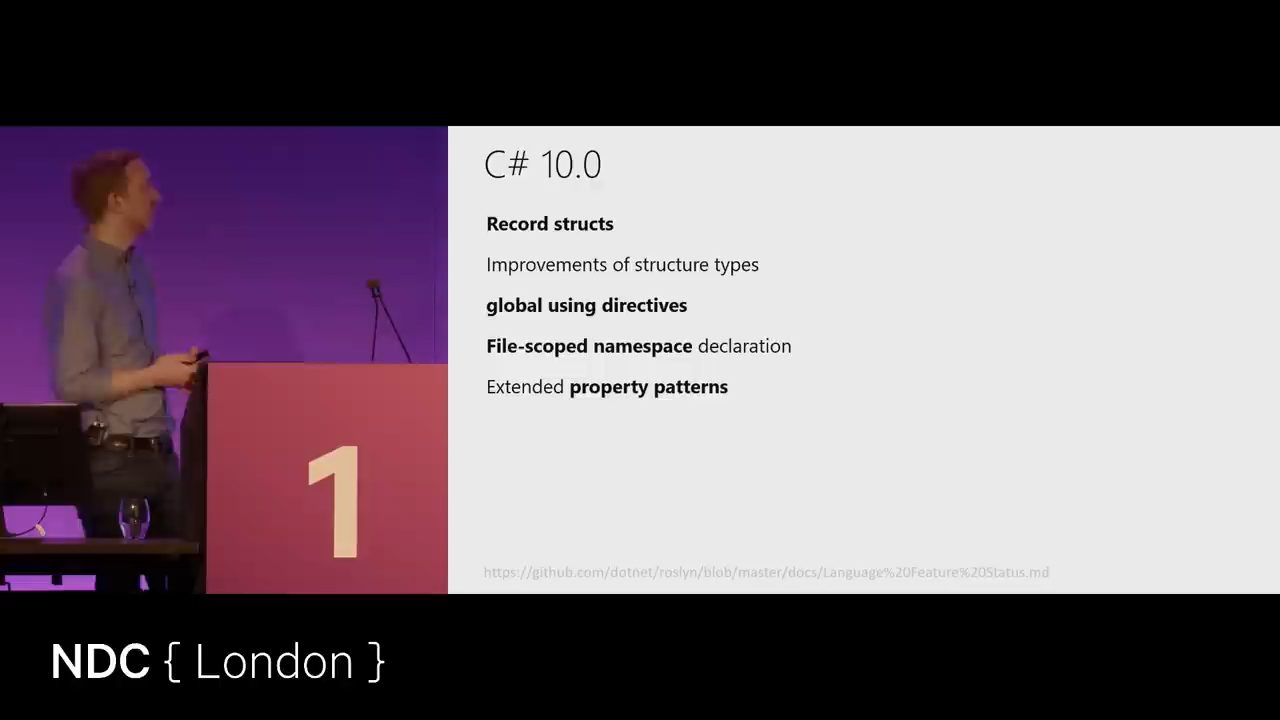 C# 10.0
Record structs
Improvements of structure types
global using directives
File-scoped namespace declaration
Extended property patterns
https://github.com/dotnet/roslyn/blob/master/docs/Language%20Feature%20Status.md
1
NDC { London }